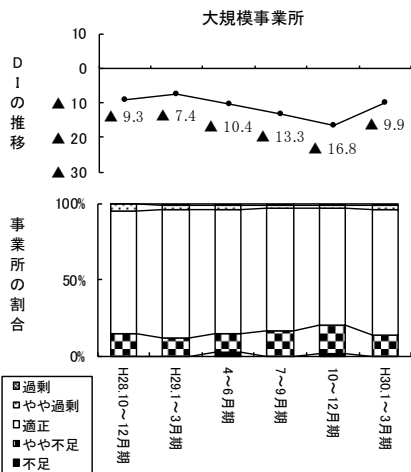 大規模事業所
DIの推移
10
0
▲ 10
▲ 20
▲ 30
▲ 9.3
▲ 7.4
▲ 10.4
▲ 13.3
▲ 16.8
▲ 9.9
事業所の割合
100%
50%
0%
H28.10～12月期
H29.1～3月期
4～6月期
7～9月期
10～12月期
H30.1～3月期
過剰
やや過剰
適正
やや不足
不足